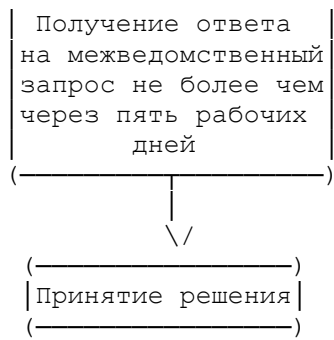 Получение ответа
на межведомственный
запрос не более чем
через пять рабочих
дней
Принятие решения